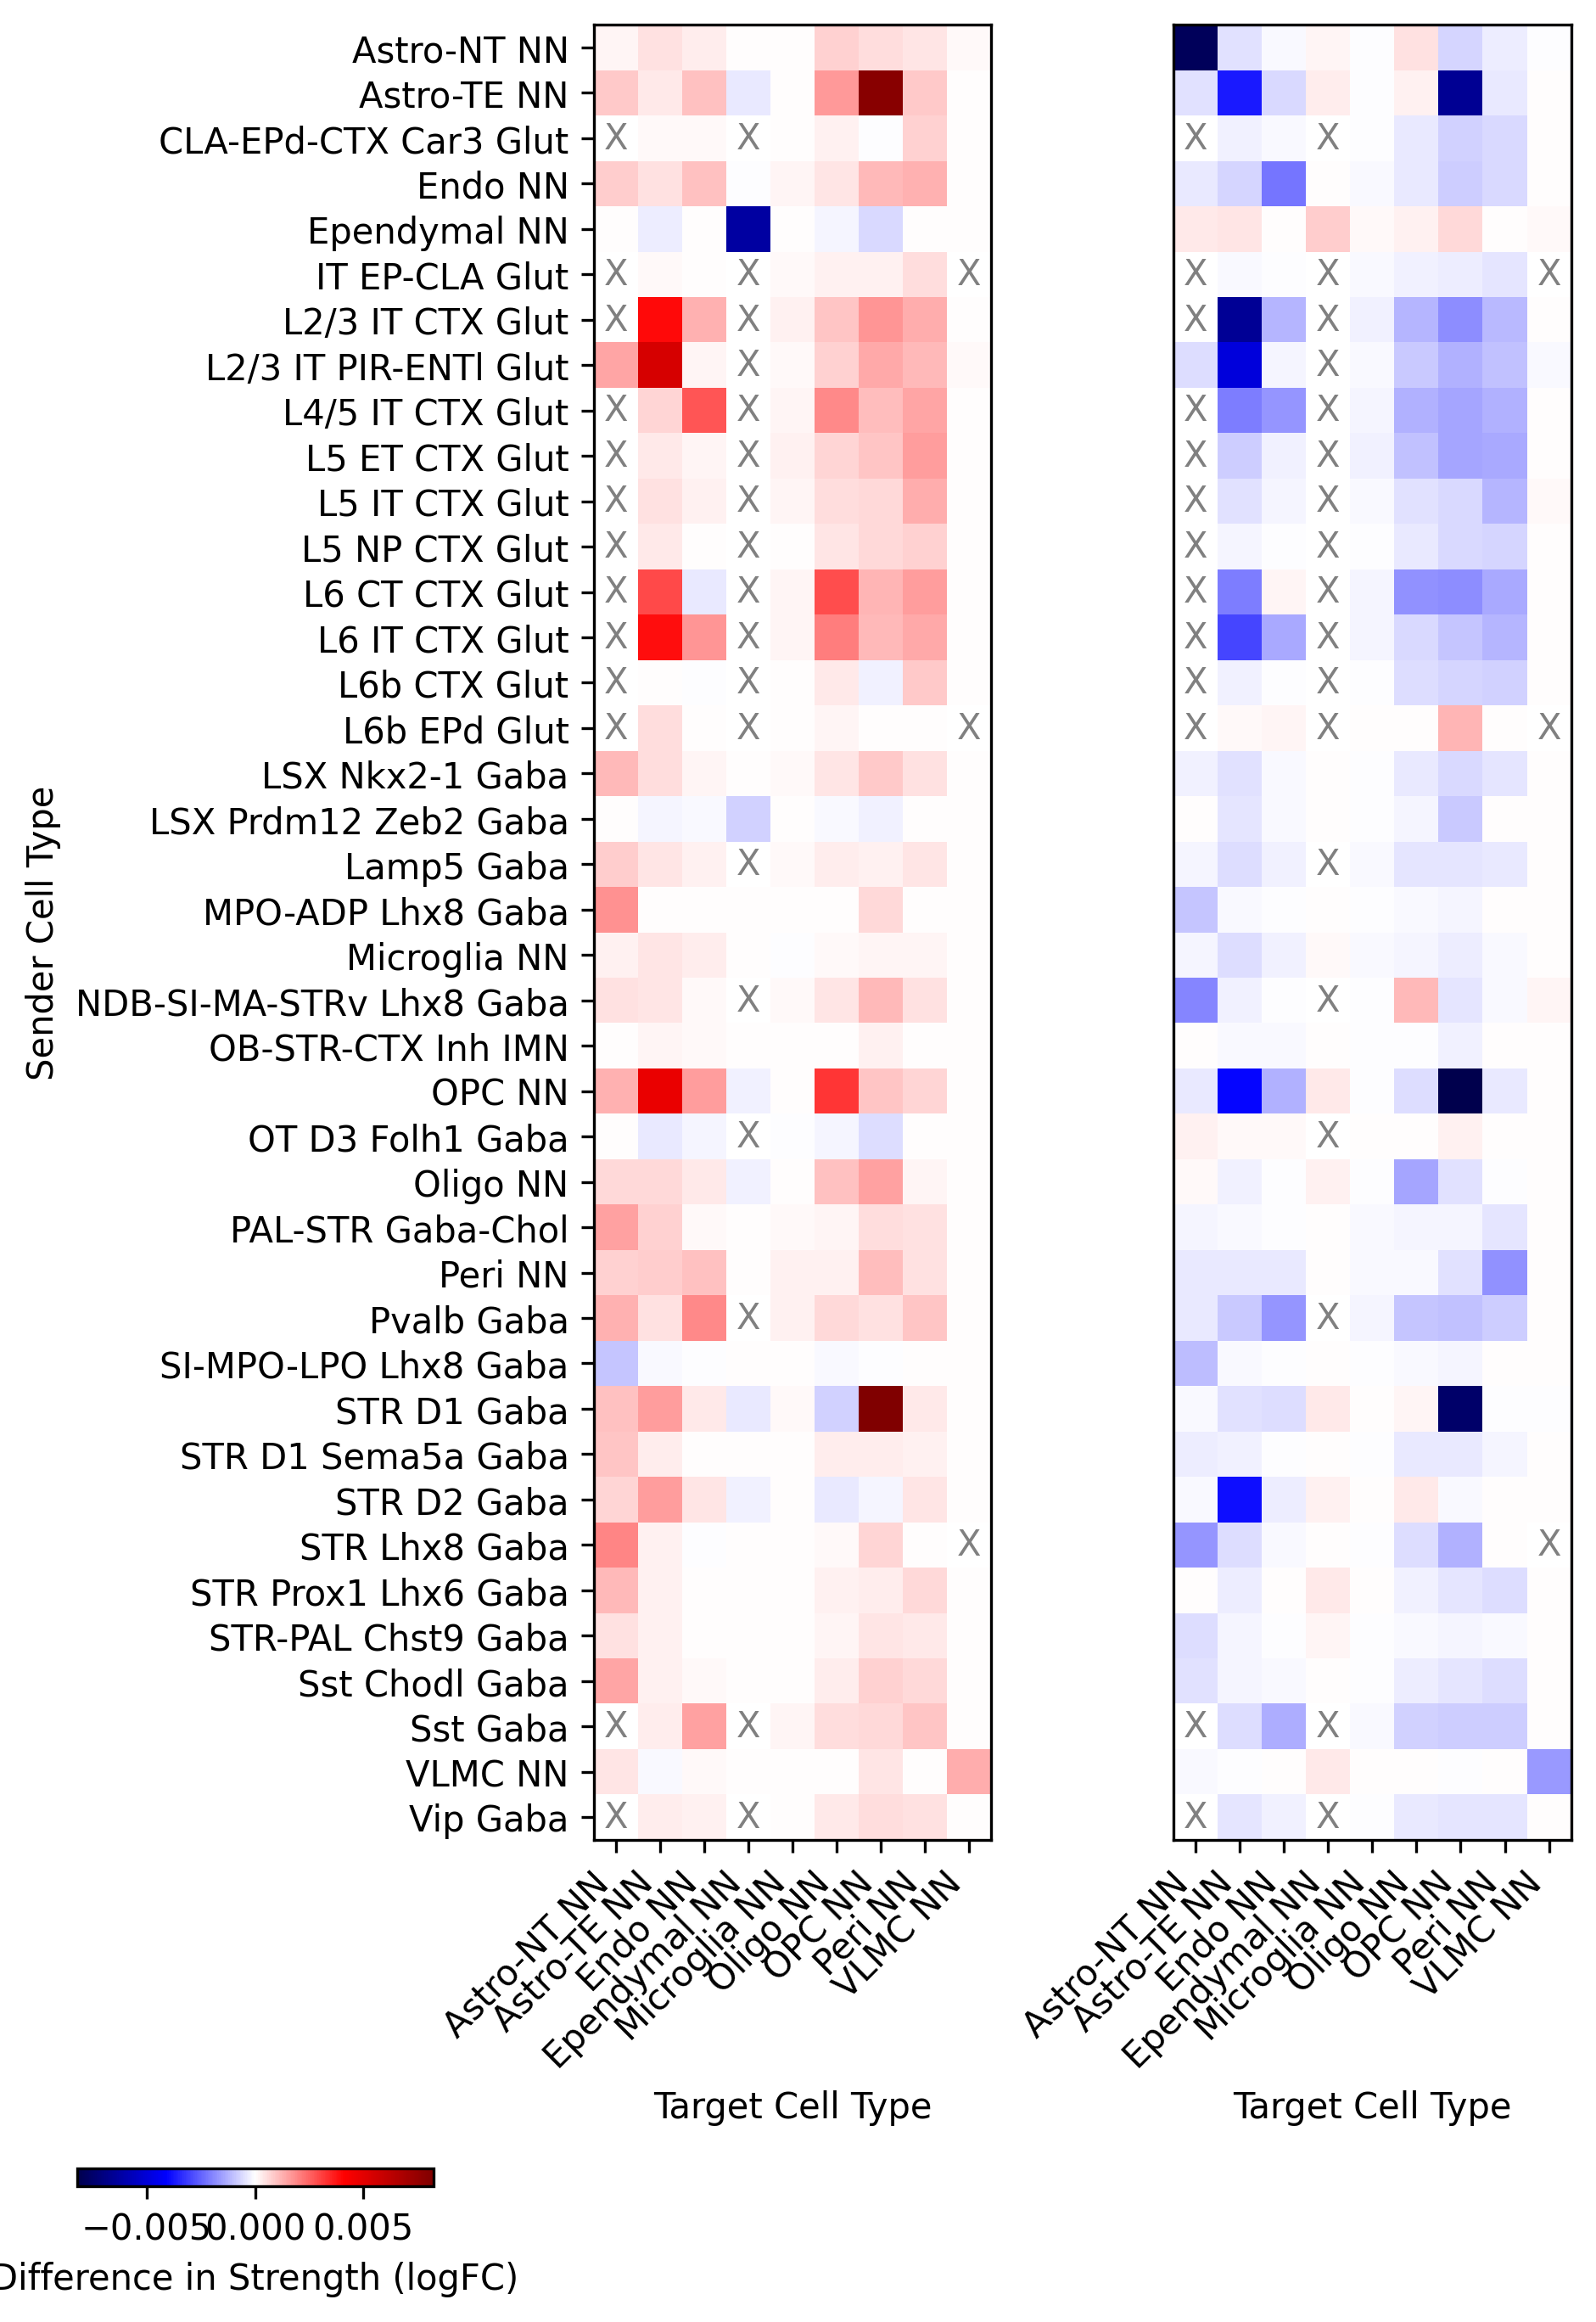 Sender Cell Type
Astro-NT NN
Astro-TE NN
CLA-EPd-CTX Car3 Glut
X X X X
Endo NN
Ependymal NN
IT EP-CLA Glut
X X X X X X
L2/3 IT CTX Glut
X X X X
L2/3 IT PIR-ENTl Glut
X X
L4/5 IT CTX Glut
X X X X
L5 ET CTX Glut
X X X X
L5 IT CTX Glut
X X X X
L5 NP CTX Glut
X X X X
L6 CT CTX Glut
X X X X
L6 IT CTX Glut
X X X X
L6b CTX Glut
X X X X
L6b EPd Glut
X X X X X X
LSX Nkx2-1 Gaba
LSX Prdm12 Zeb2 Gaba
Lamp5 Gaba
X X
MPO-ADP Lhx8 Gaba
Microglia NN
NDB-SI-MA-STRv Lhx8 Gaba
X X
OB-STR-CTX Inh IMN
OPC NN
OT D3 Folh1 Gaba
X X
Oligo NN
PAL-STR Gaba-Chol
Peri NN
Pvalb Gaba
X X
SI-MPO-LPO Lhx8 Gaba
STR D1 Gaba
STR D1 Sema5a Gaba
STR D2 Gaba
STR Lhx8 Gaba
X X
STR Prox1 Lhx6 Gaba
STR-PAL Chst9 Gaba
Sst Chodl Gaba
Sst Gaba
X X X X
VLMC NN
Vip Gaba
X X X X
Astro-NT NN
Astro-TE NN
Endo NN
Ependymal NN
Microglia NN
Oligo NN
OPC NN
Peri NN
VLMC NN
Target Cell Type
Astro-NT NN
Astro-TE NN
Endo NN
Ependymal NN
Microglia NN
Oligo NN
OPC NN
Peri NN
VLMC NN
Target Cell Type
−0.005 0.000 0.005
Difference in Strength (logFC)